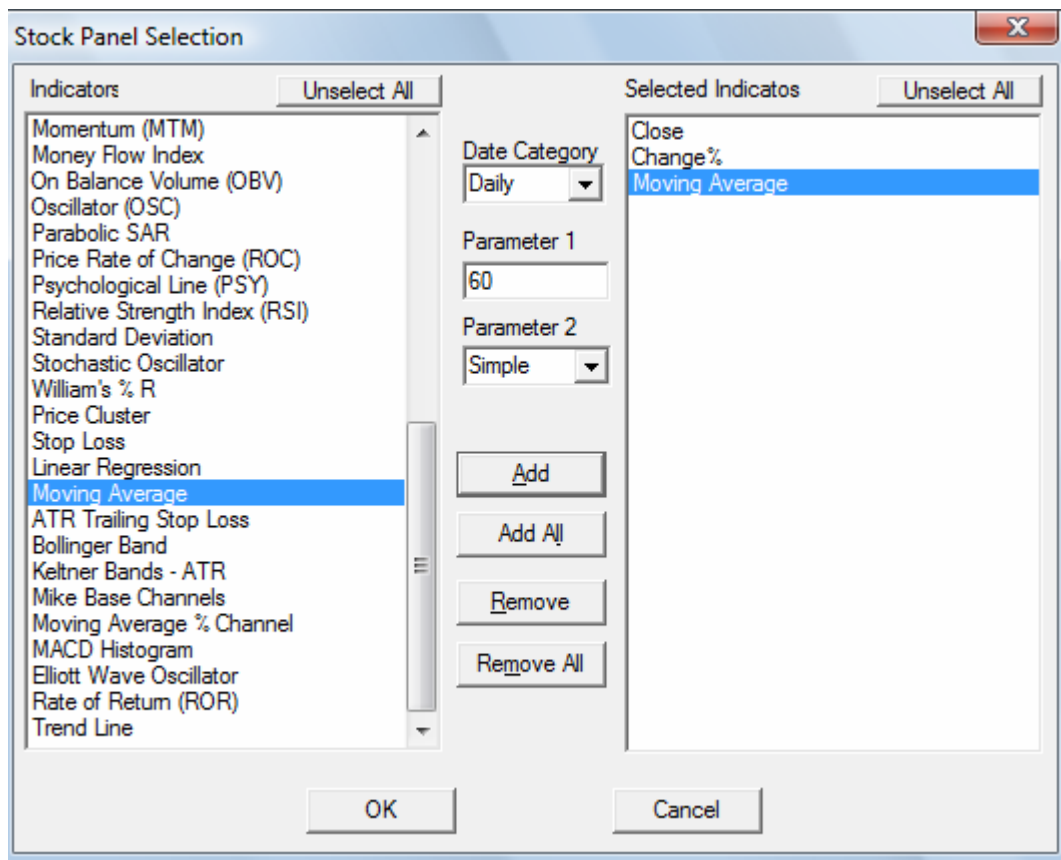 Stock Panel Selection
Indicators
Unselect All
Momentum (MTM)
Money Flow Index
On Balance Volume (OBV)
Oscillator (OSC)
Parabolic SAR
Price Rate of Change (ROC)
Psychological Line (PSY)
Relative Strength Index (RSI)
Standard Deviation
Stochastic Oscillator
William's % R
Price Cluster
Stop Loss
Linear Regression
Moving Average
ATR Trailing Stop Loss
Bollinger Band
Keltner Bands - ATR
Mike Base Channels
Moving Average % Channel
MACD Histogram
Elliott Wave Oscillator
Rate of Return (ROR)
Trend Line
Date Category
Daily
Parameter 1
60
Parameter 2
Simple
Add
Add All
Remove
Remove All
Selected Indicatos
Unselect All
Close
Change%
Moving Average
OK
Cancel